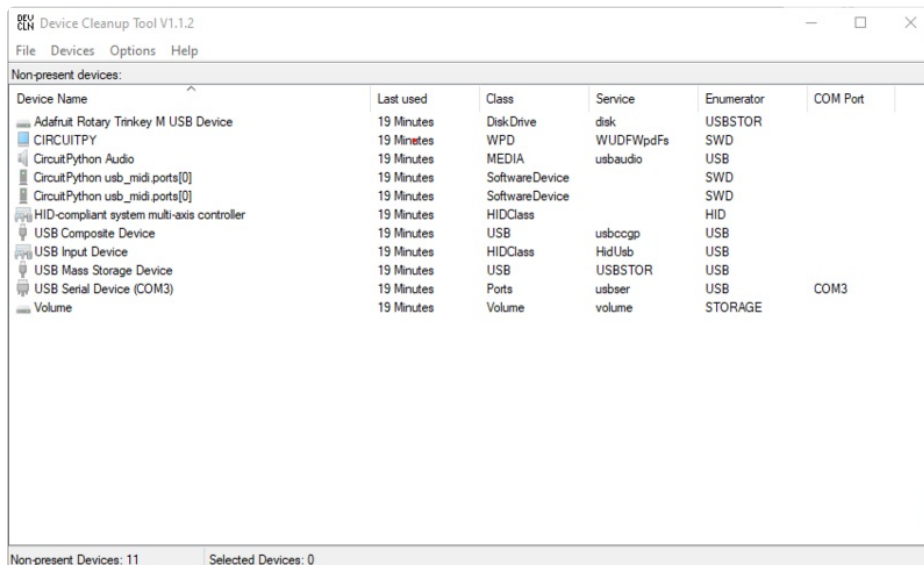 DEV CLN Device Cleanup Tool V1.1.2
File Devices Options Help
Non-present devices:
Device Name Last used Class Service Enumerator COM Port
Adafruit Rotary Trinkey M USB Device 19 Minutes DiskDrive disk USBSTOR
CIRCUITPY 19 Minutes WPD WUDFWpdFs SWD
CircuitPython Audio 19 Minutes MEDIA usbaudio USB
CircuitPython usb_midi.ports[0] 19 Minutes SoftwareDevice SWD
CircuitPython usb_midi.ports[0] 19 Minutes SoftwareDevice SWD
HID-compliant system multi-axis controller 19 Minutes HIDClass HID
USB Composite Device 19 Minutes USB usbccgp USB
USB Input Device 19 Minutes HIDClass HidUsb USB
USB Mass Storage Device 19 Minutes USB USBSTOR USB
USB Serial Device (COM3) 19 Minutes Ports usbser USB COM3
Volume 19 Minutes Volume volume STORAGE
Non-present Devices: 11 Selected Devices: 0